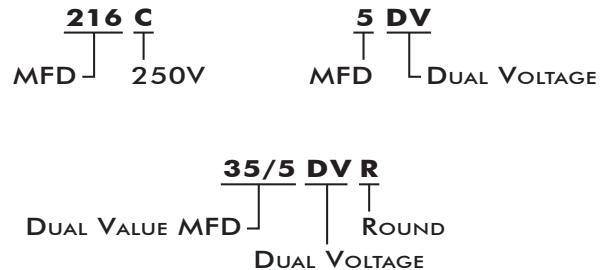 216 C
MFD 250V
5 DV
MFD DUAL VOLTAGE
35/5 DV R
DUAL VALUE MFD ROUND
DUAL VOLTAGE